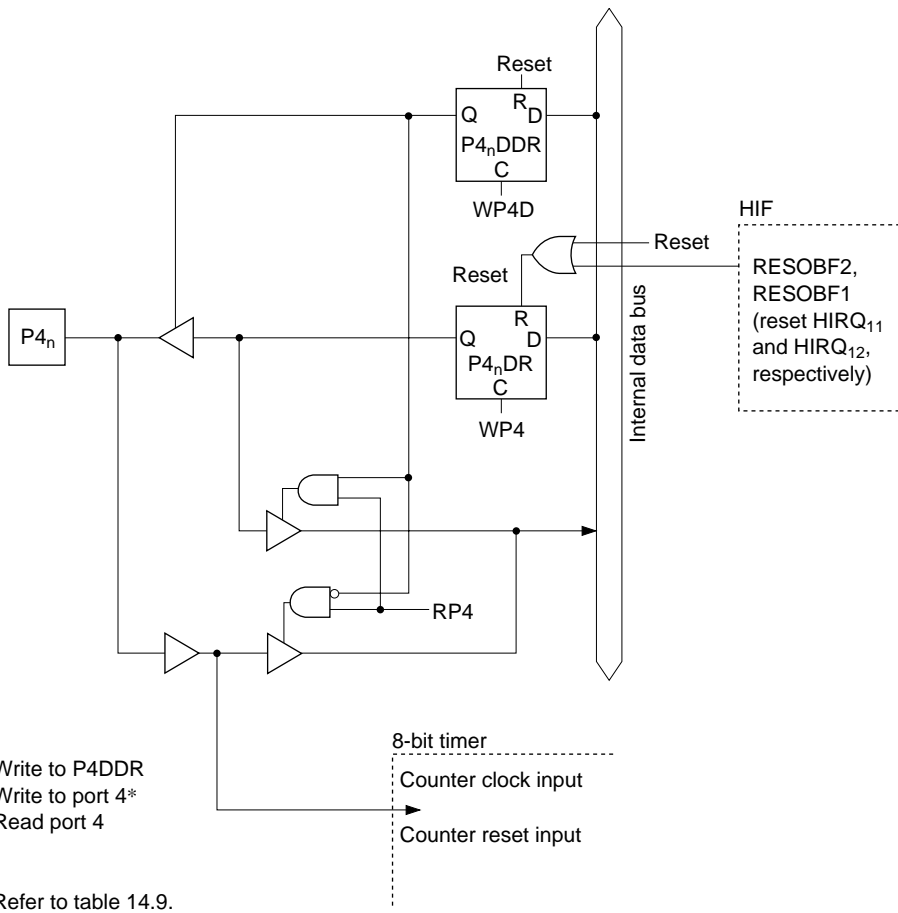 Reset
Q
R
D
P4nDDR
C
WP4D
HIF
Reset
Reset
RESOBF2,
RESOBF1
(reset HIRQ11
and HIRQ12,
respectively)
Internal data bus
P4n
Q
R
D
P4nDR
C
WP4
RP4
8-bit timer
Counter clock input
Counter reset input
Write to P4DDR
Write to port 4*
Read port 4
Refer to table 14.9.